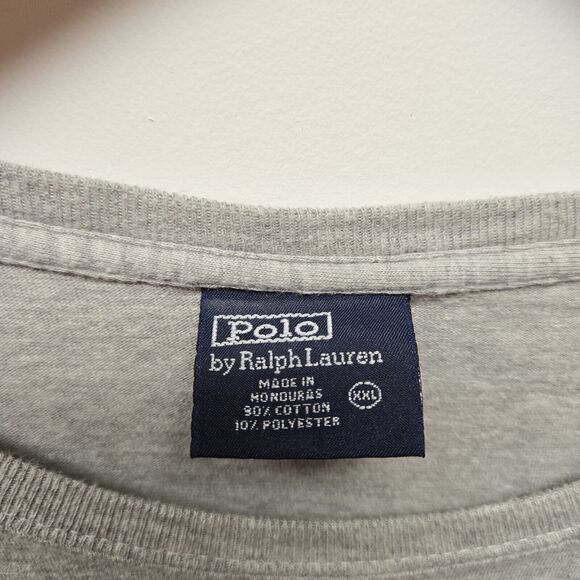 Polo
by Ralph Lauren
MADE IN
HONDURAS
90% COTTON
10% POLYESTER
XXL